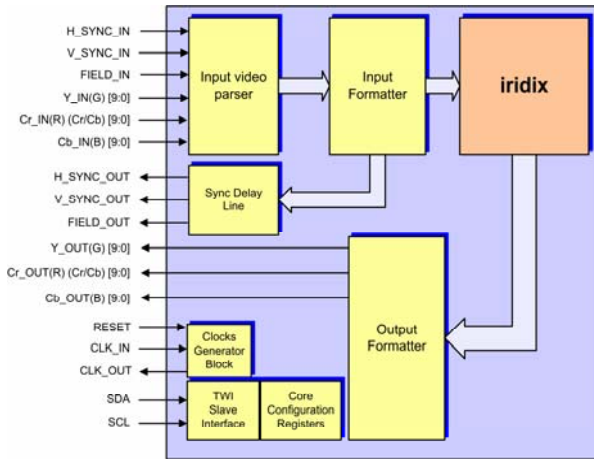 H_SYNC_IN
V_SYNC_IN
FIELD_IN
Y_IN(G) [9:0]
Cr_IN(R) (Cr/Cb) [9:0]
Cb_IN(B) [9:0]
Input video
parser
Input
Formatter
iridix
H_SYNC_OUT
V_SYNC_OUT
FIELD_OUT
Sync Delay
Line
Y_OUT(G) [9:0]
Cr_OUT(R) (Cr/Cb) [9:0]
Cb_OUT(B) [9:0]
Output
Formatter
RESET
CLK_IN
CLK_OUT
Clocks
Generator
Block
SDA
SCL
TWI
Slave
Interface
Core
Configuration
Registers